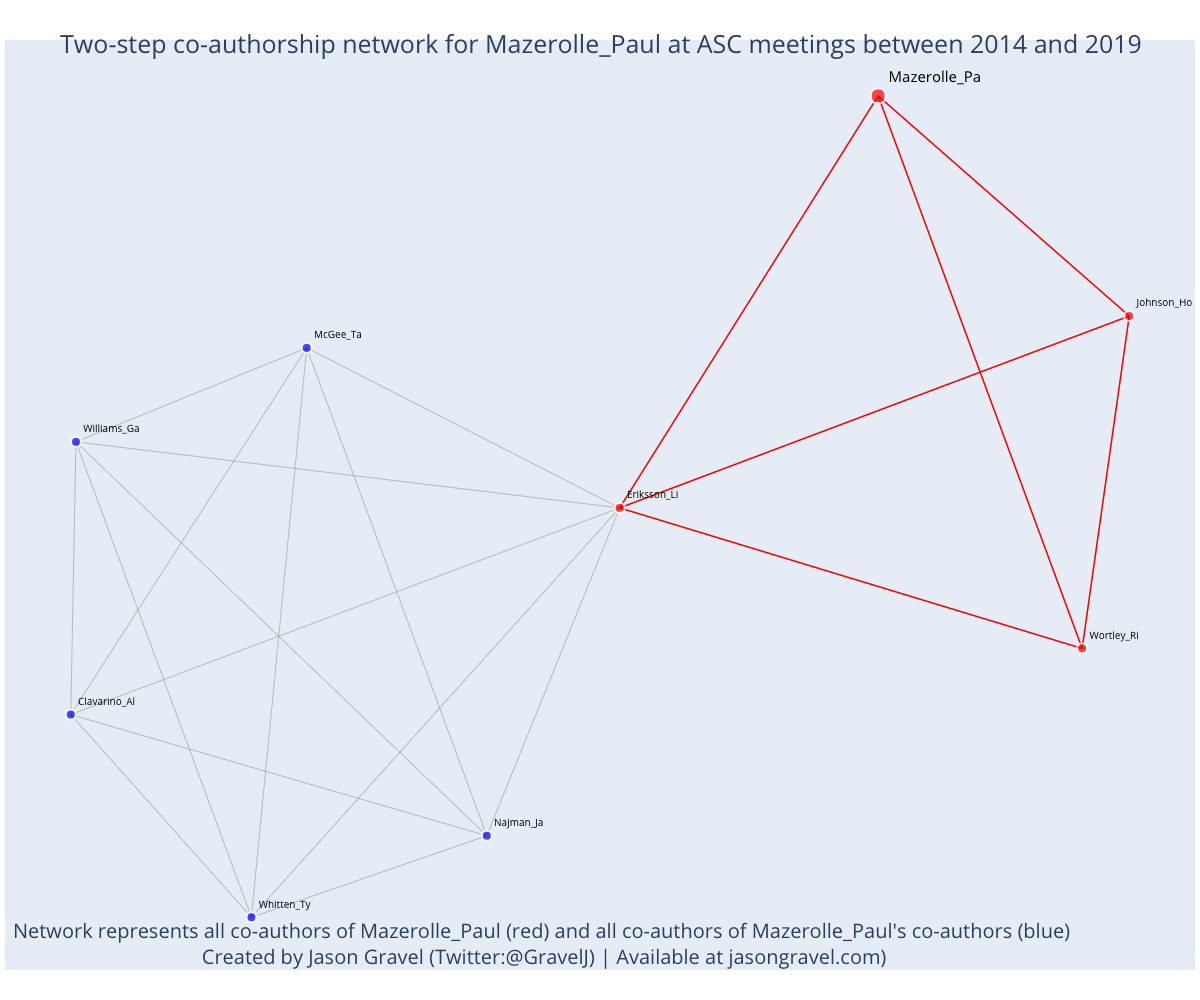 Two-step co-authorship network for Mazerolle_Paul at ASC meetings between 2014 and 2019
Mazerolle_Pa
Johnson_Ho
McGee_Ta
Williams_Ga
Eriksson_Li
Wortley_Ri
Clavarino_Al
Najman_Ja
Whitten_Ty
Network represents all co-authors of Mazerolle_Paul (red) and all co-authors of Mazerolle_Paul's co-authors (blue)
Created by Jason Gravel (Twitter:@GravelJ) | Available at jasongravel.com)